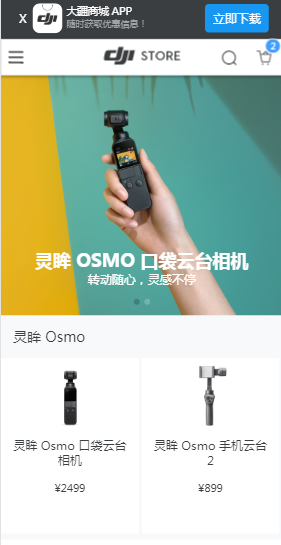 X
大疆商城 APP
随时获取优惠信息！
立即下载
dji STORE
2
灵眸 OSMO 口袋云台相机
转动随心，灵感不停
灵眸 Osmo
灵眸 Osmo 口袋云台
相机
¥2499
灵眸 Osmo 手机云台
2
¥899